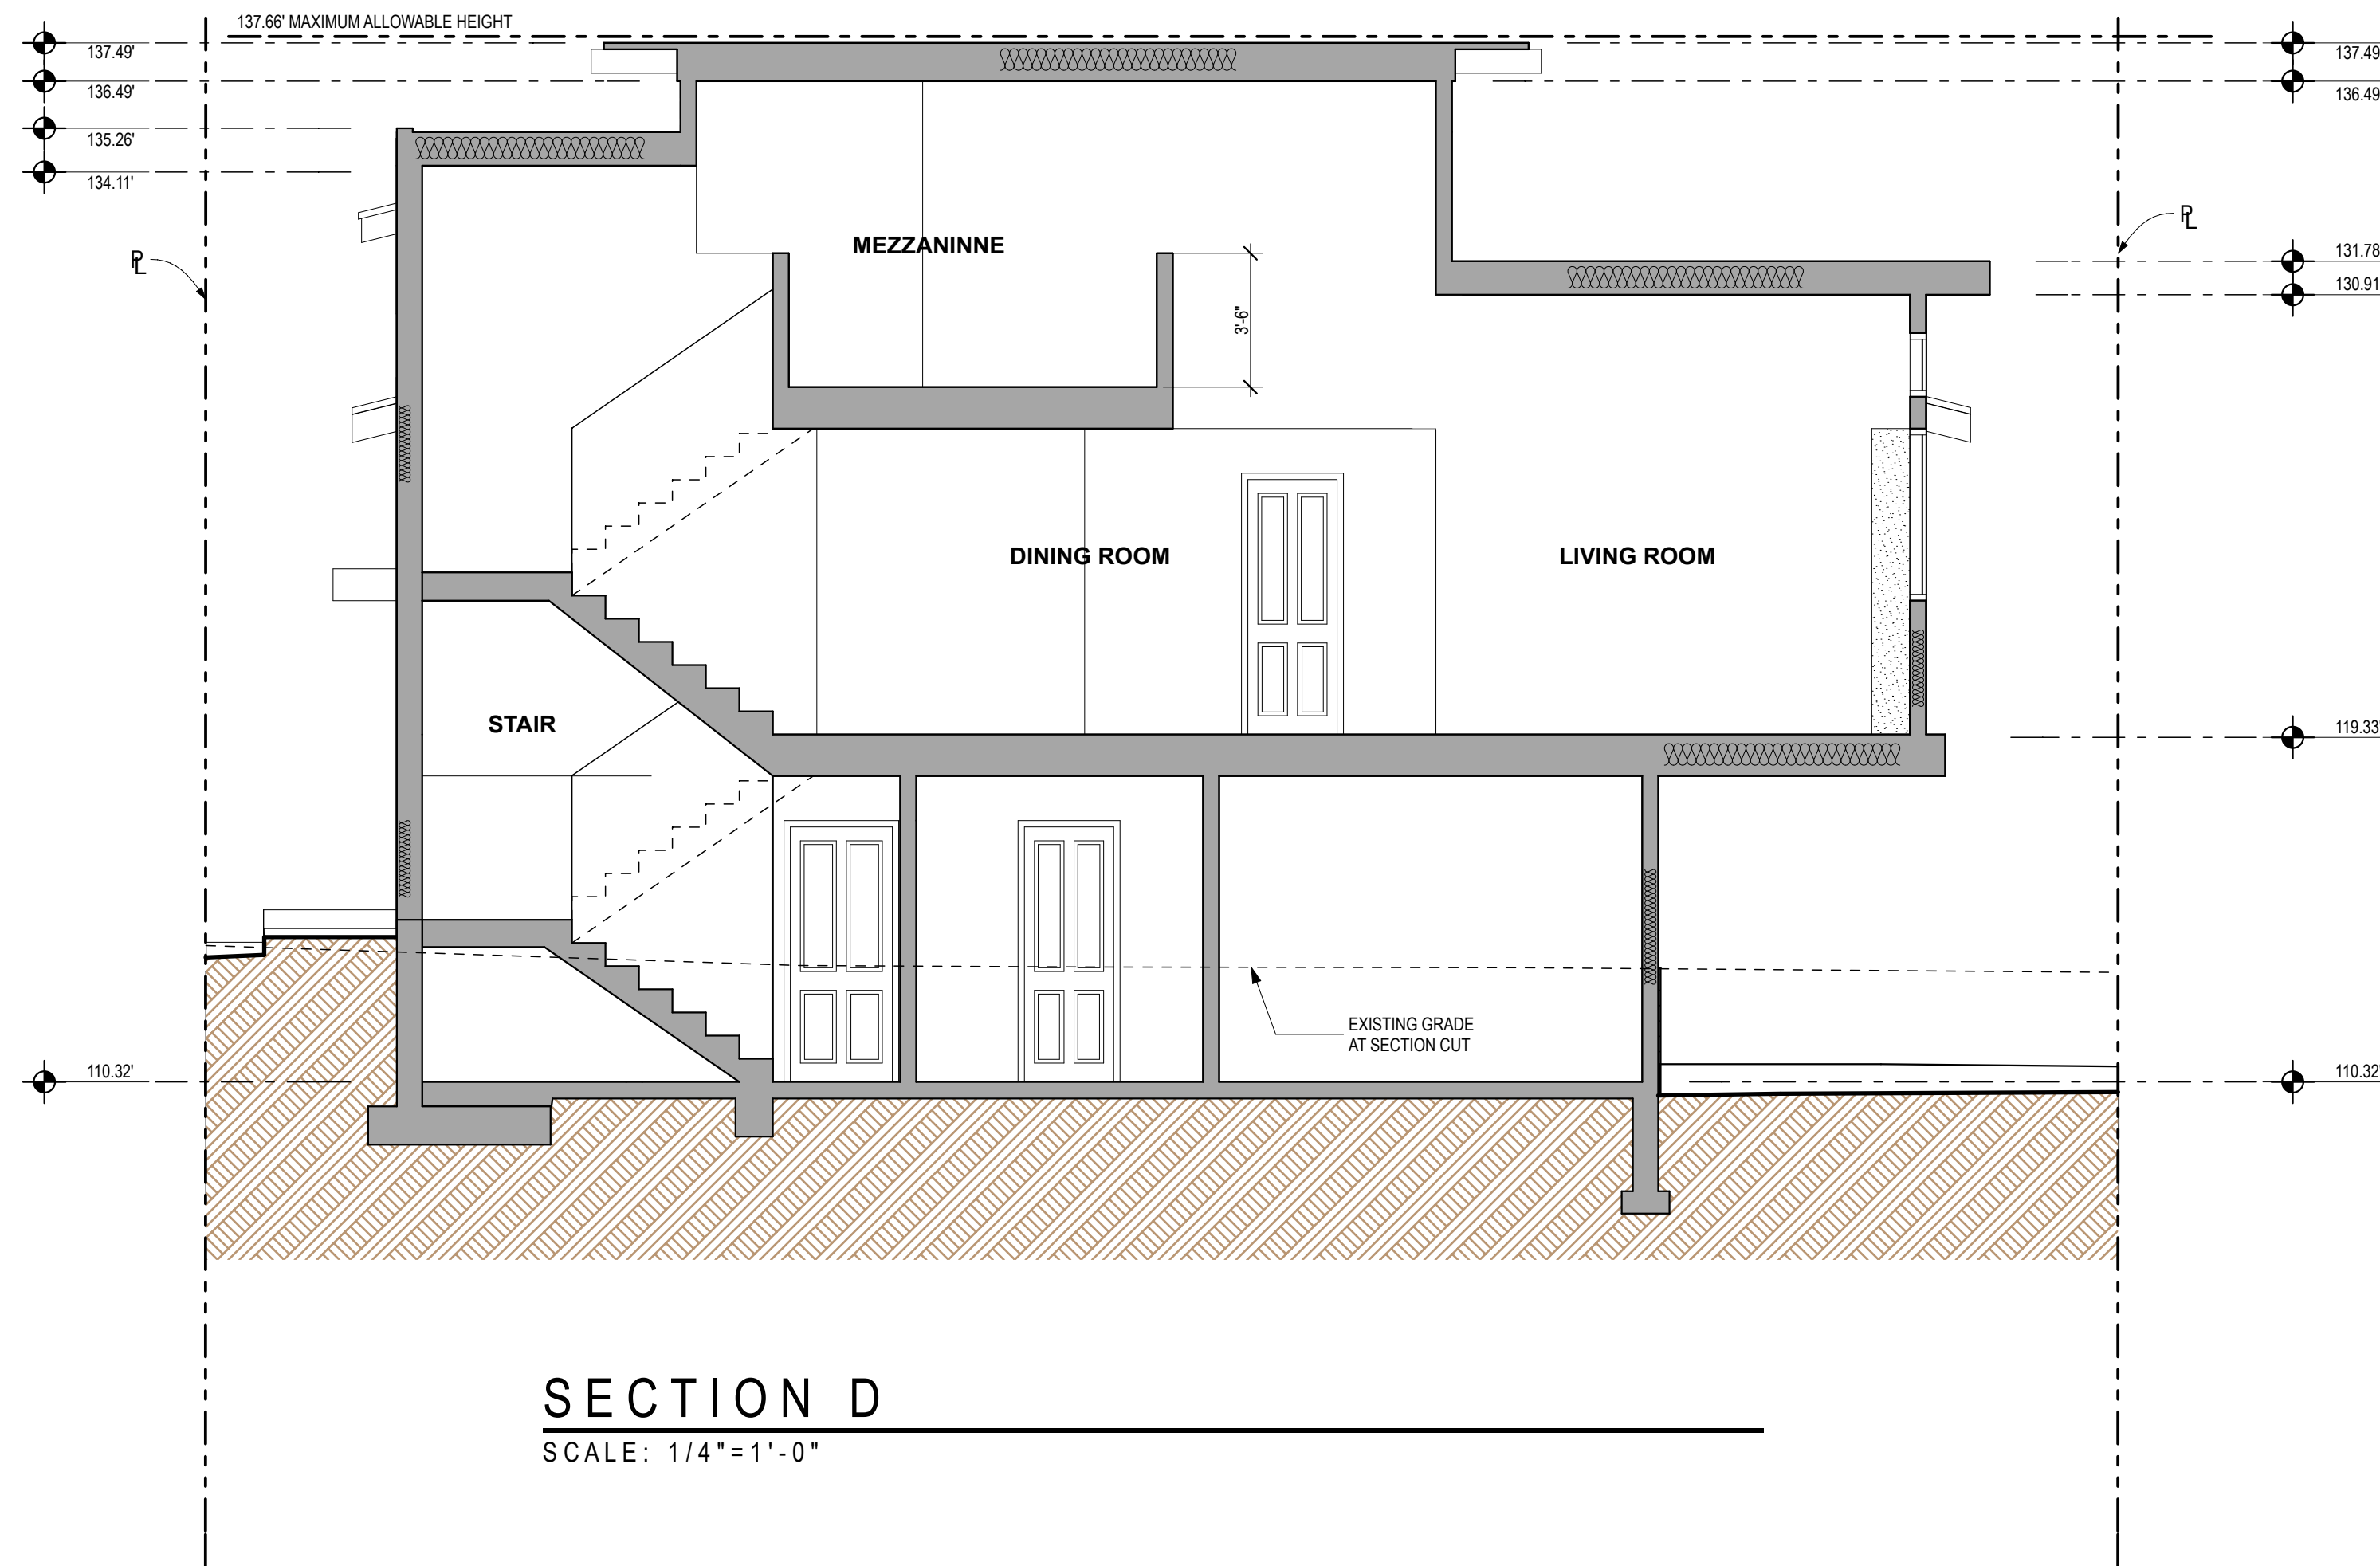 137.66' MAXIMUM ALLOWABLE HEIGHT
137.49'
137.49
136.49'
136.49
135.26'
134.11'
PL
PL
MEZZANINNE
131.78
130.91
3'-6"
DINING ROOM
LIVING ROOM
STAIR
119.33'
EXISTING GRADE
AT SECTION CUT
110.32'
110.32
SECTION D
SCALE: 1/4"=1'-0"